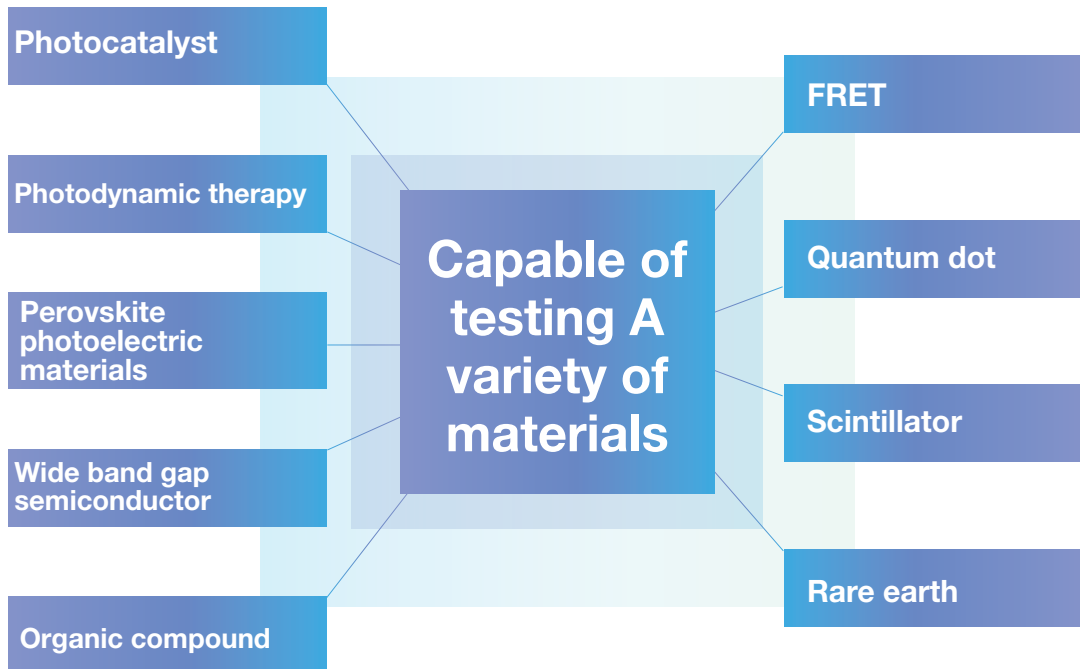 Photocatalyst
Photodynamic therapy
Perovskite
photoelectric
materials
Wide band gap
semiconductor
Organic compound
Capable of
testing A
variety of
materials
FRET
Quantum dot
Scintillator
Rare earth